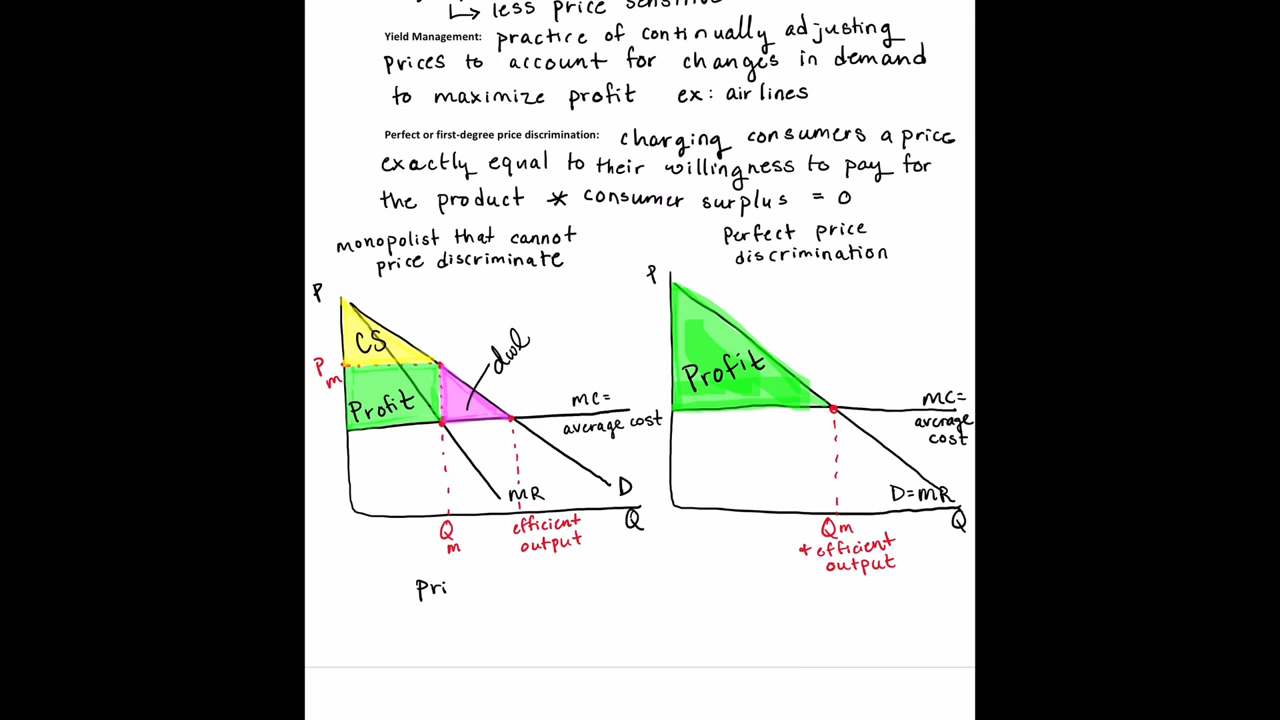 less price sensitive
Yield Management: practice of continually adjusting
prices to account for changes in demand
to maximize profit ex: airlines
Perfect or first-degree price discrimination: charging consumers a price
exactly equal to their willingness to pay for
the product * consumer surplus = 0
monopolist that cannot
price discriminate
Perfect price
discrimination
P
CS
dwl
Pm
Profit
MC=
average cost
MR
D
Q
Qm
efficient
output
P
Profit
MC=
average
cost
D=MR
Q
Qm
+ efficient
output
Pri